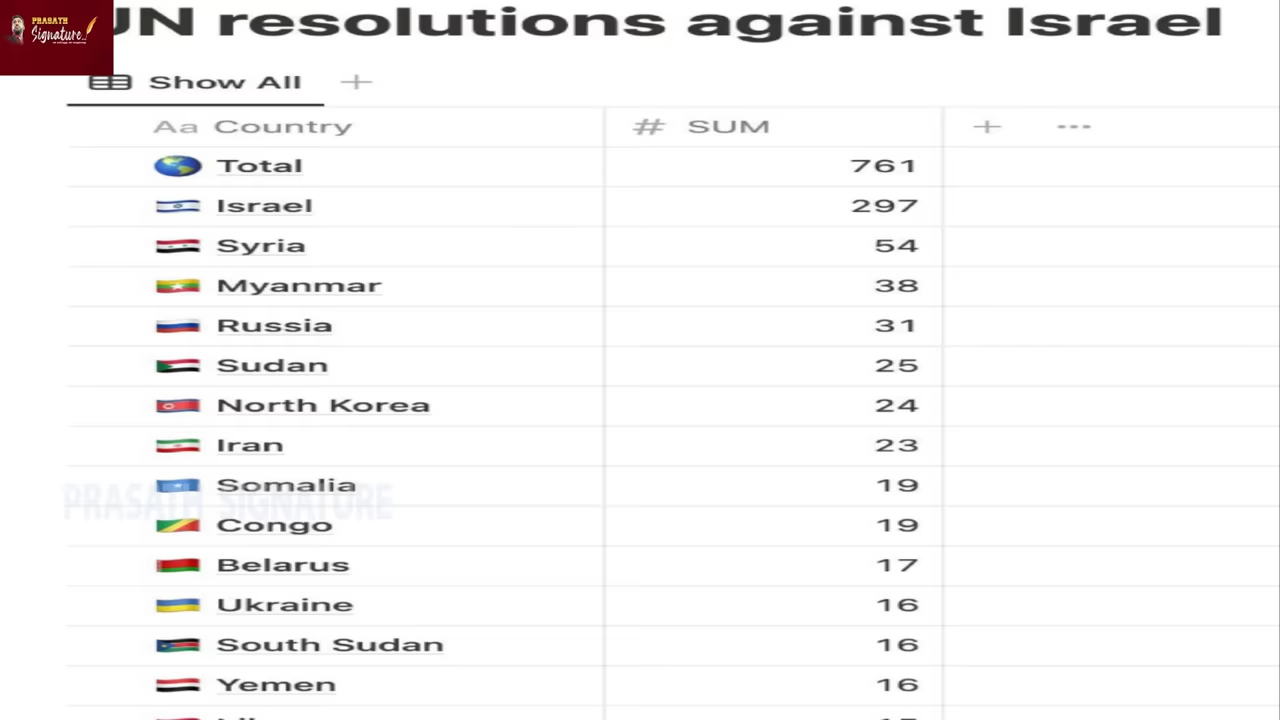 PRASATH
Signature..!
UN resolutions against Israel
Show All +
Aa Country # SUM + ...
Total 761
Israel 297
Syria 54
Myanmar 38
Russia 31
Sudan 25
North Korea 24
Iran 23
Somalia 19
PRASATH SIGNATURE
Congo 19
Belarus 17
Ukraine 16
South Sudan 16
Yemen 16